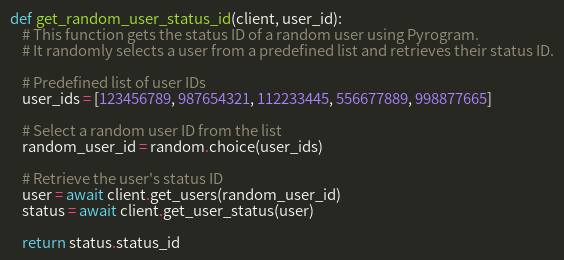 def get_random_user_status_id(client, user_id):
    # This function gets the status ID of a random user using Pyrogram.
    # It randomly selects a user from a predefined list and retrieves their status ID.

    # Predefined list of user IDs
    user_ids = [123456789, 987654321, 112233445, 556677889, 998877665]

    # Select a random user ID from the list
    random_user_id = random.choice(user_ids)

    # Retrieve the user's status ID
    user = await client.get_users(random_user_id)
    status = await client.get_user_status(user)

    return status.status_id